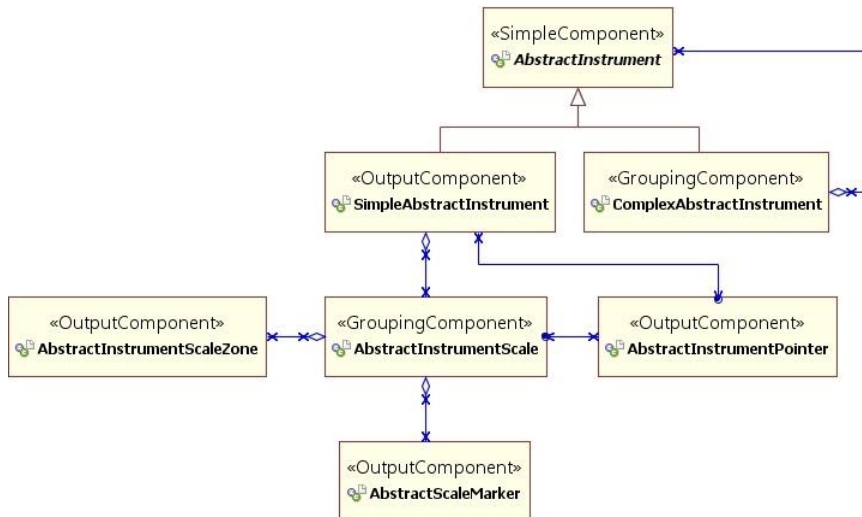 «SimpleComponent»
AbstractInstrument
«OutputComponent»
SimpleAbstractInstrument
«GroupingComponent»
ComplexAbstractInstrument
«OutputComponent»
AbstractInstrumentScaleZone
«GroupingComponent»
AbstractInstrumentScale
«OutputComponent»
AbstractInstrumentPointer
«OutputComponent»
AbstractScaleMarker